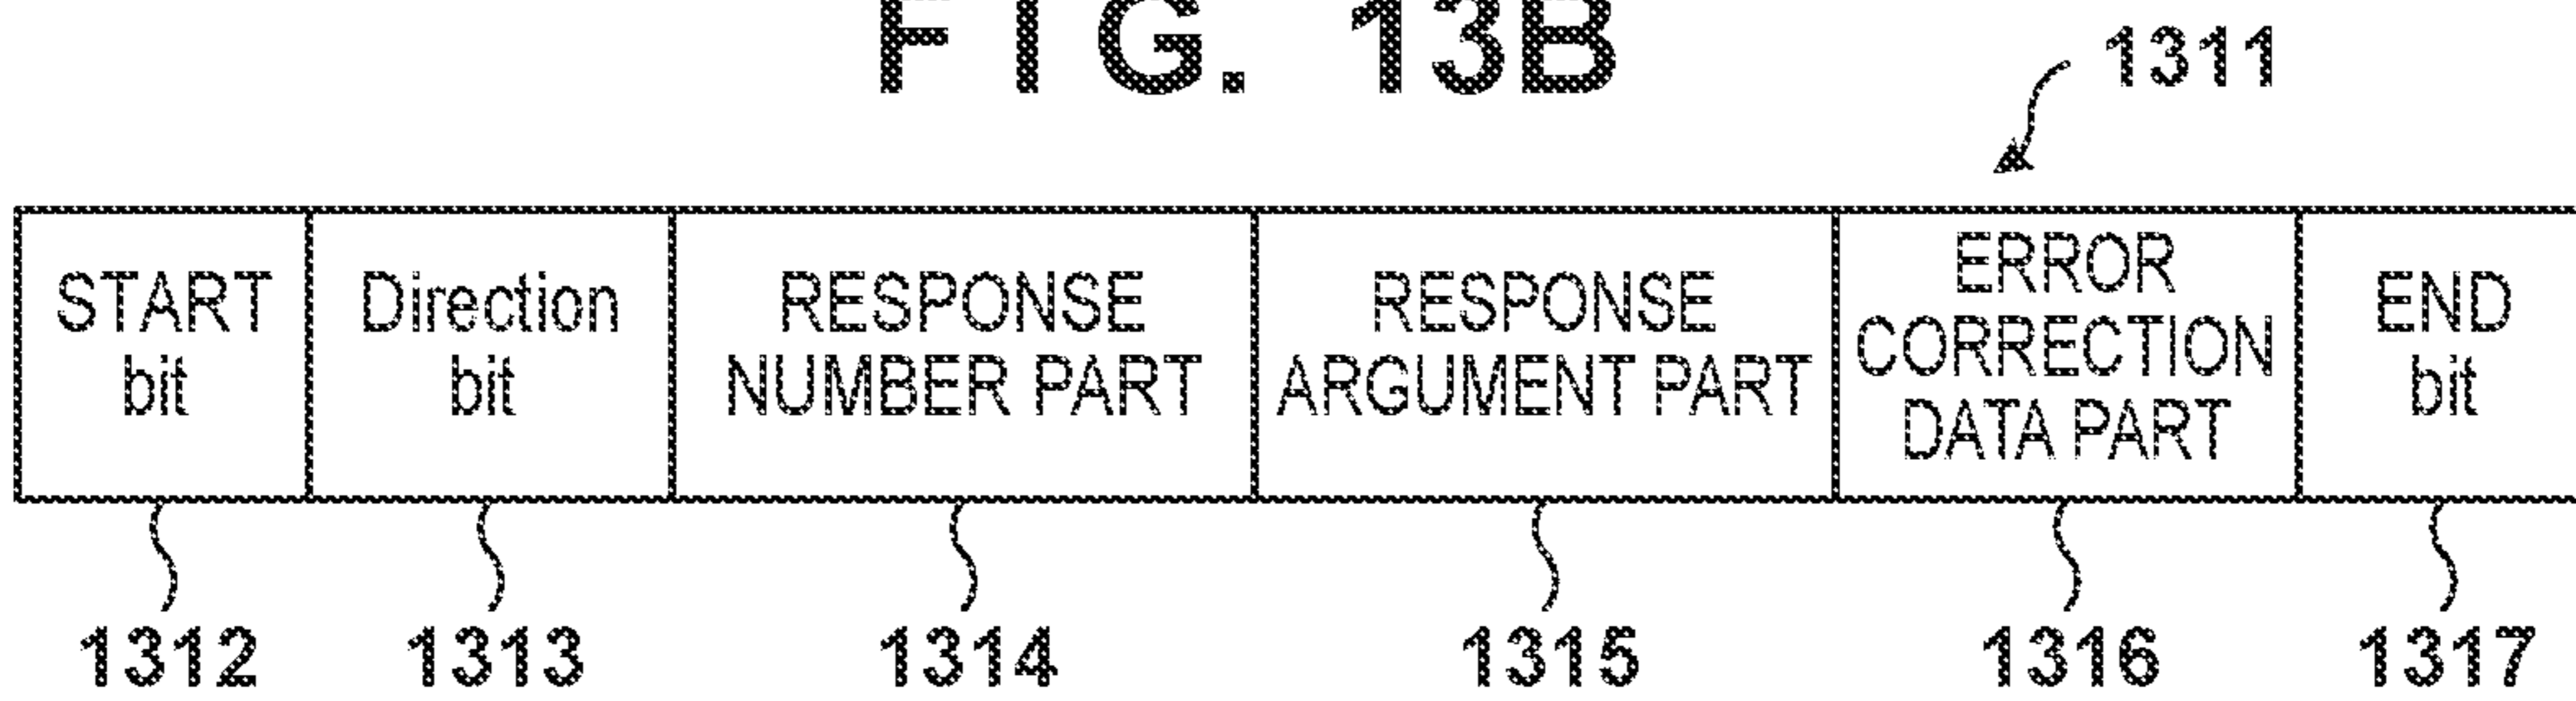 FIG. 13B
1311
START
bit
Direction
bit
RESPONSE
NUMBER PART
RESPONSE
ARGUMENT PART
ERROR
CORRECTION
DATA PART
END
bit
1312 1313 1314 1315 1316 1317